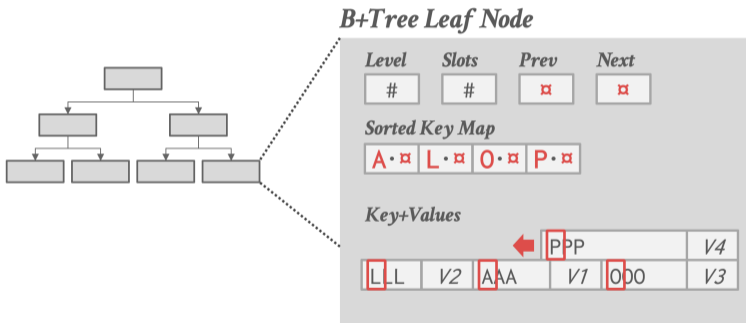 B+Tree Leaf Node
Level Slots Prev Next
# # ¤ ¤
Sorted Key Map
A·¤ L·¤ O·¤ P·¤
Key+Values
PPP V4
LLL V2 AAA V1 OOO V3